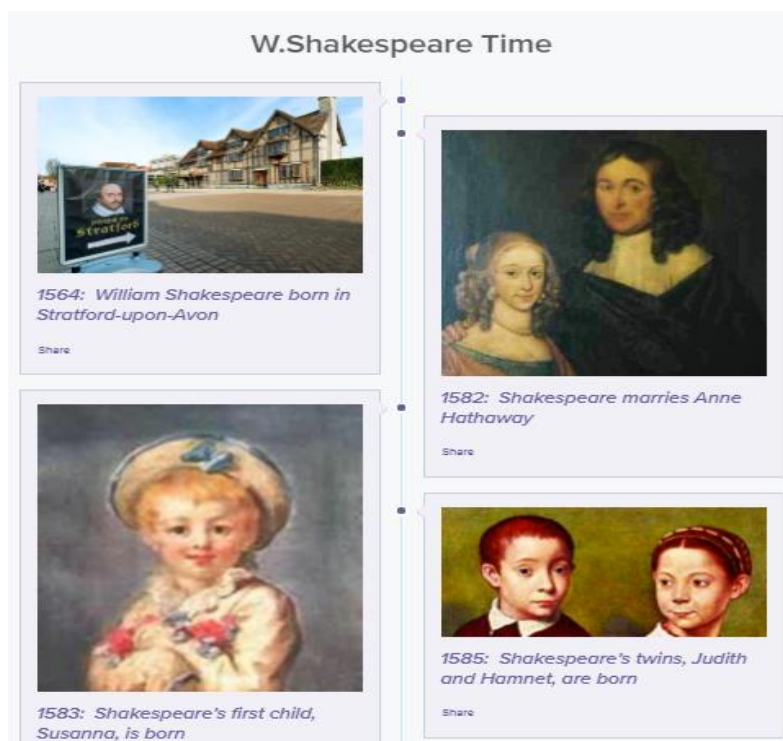 W.Shakespeare Time
Stratford
1564: William Shakespeare born in
Stratford-upon-Avon
Share
1582: Shakespeare marries Anne
Hathaway
Share
1583: Shakespeare's first child,
Susanna, is born
1585: Shakespeare's twins, Judith
and Hamnet, are born
Share